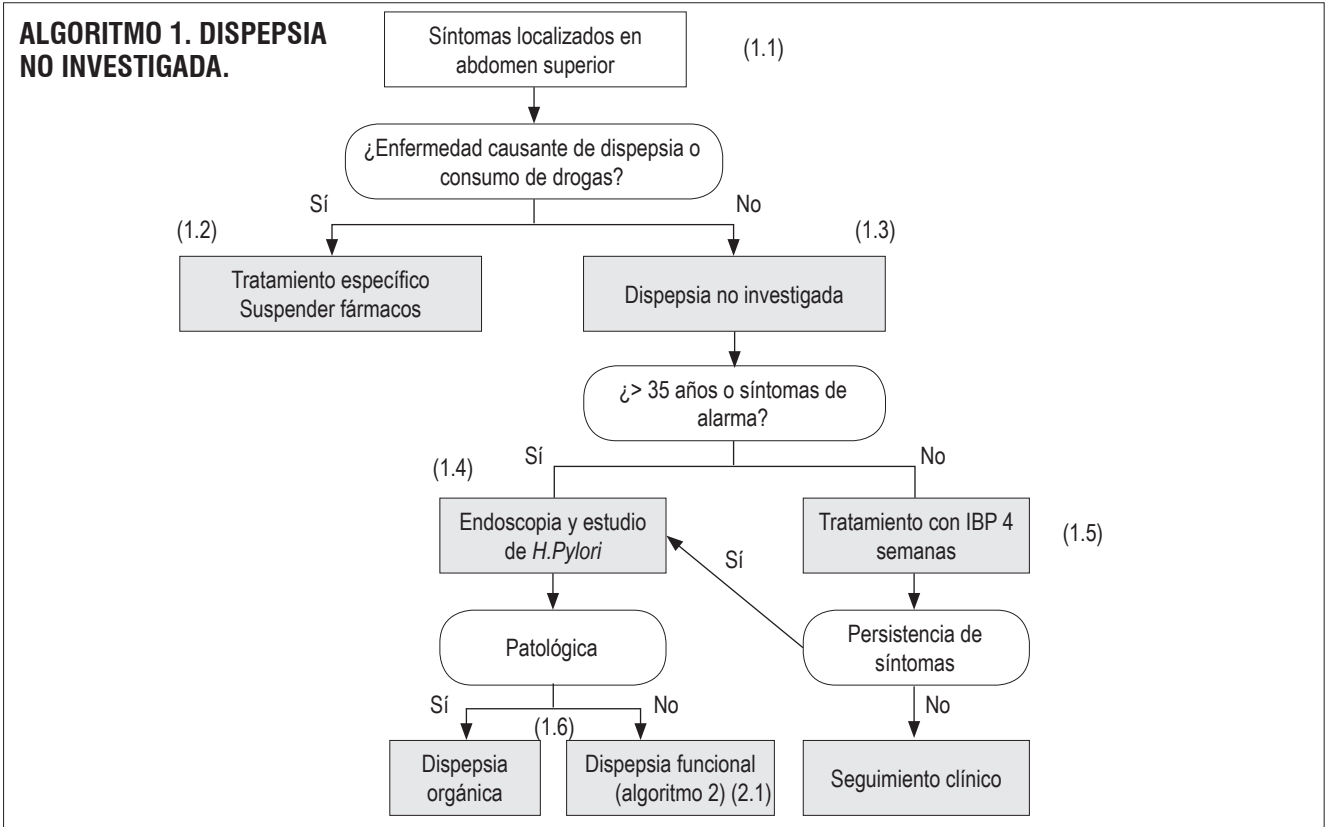 ALGORITMO 1. DISPEPSIA
NO INVESTIGADA.
Síntomas localizados en
abdomen superior
(1.1)
¿Enfermedad causante de dispepsia o
consumo de drogas?
Sí
No
(1.2)
(1.3)
Tratamiento específico
Suspender fármacos
Dispepsia no investigada
¿> 35 años o síntomas de
alarma?
Sí
No
(1.4)
Endoscopia y estudio
de H.Pylori
Tratamiento con IBP 4
semanas
(1.5)
Sí
Patológica
Persistencia de
síntomas
Sí
No
(1.6)
No
Dispepsia
orgánica
Dispepsia funcional
(algoritmo 2) (2.1)
Seguimiento clínico